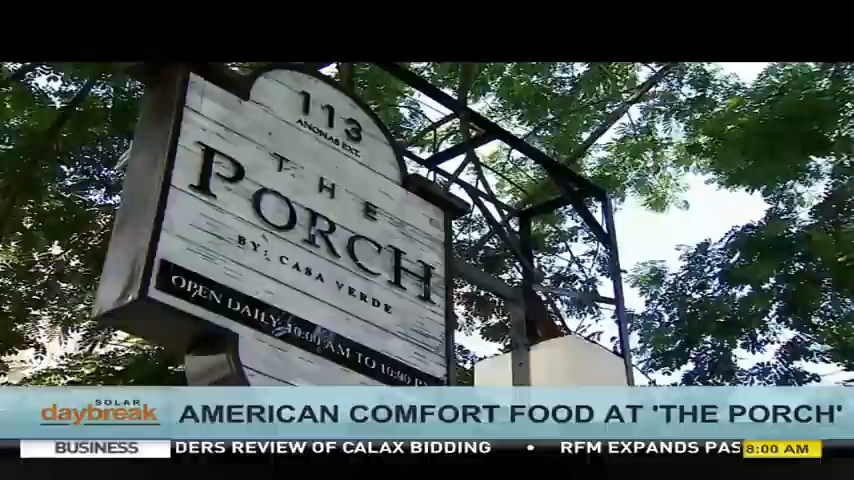 113
ANONAS EXT.
THE
PORCH
BY: CASA VERDE
OPEN DAILY 10:00 AM TO 10:00 P
SOLAR
daybreak
AMERICAN COMFORT FOOD AT 'THE PORCH'
BUSINESS
DERS REVIEW OF CALAX BIDDING • RFM EXPANDS PAS
8:00 AM